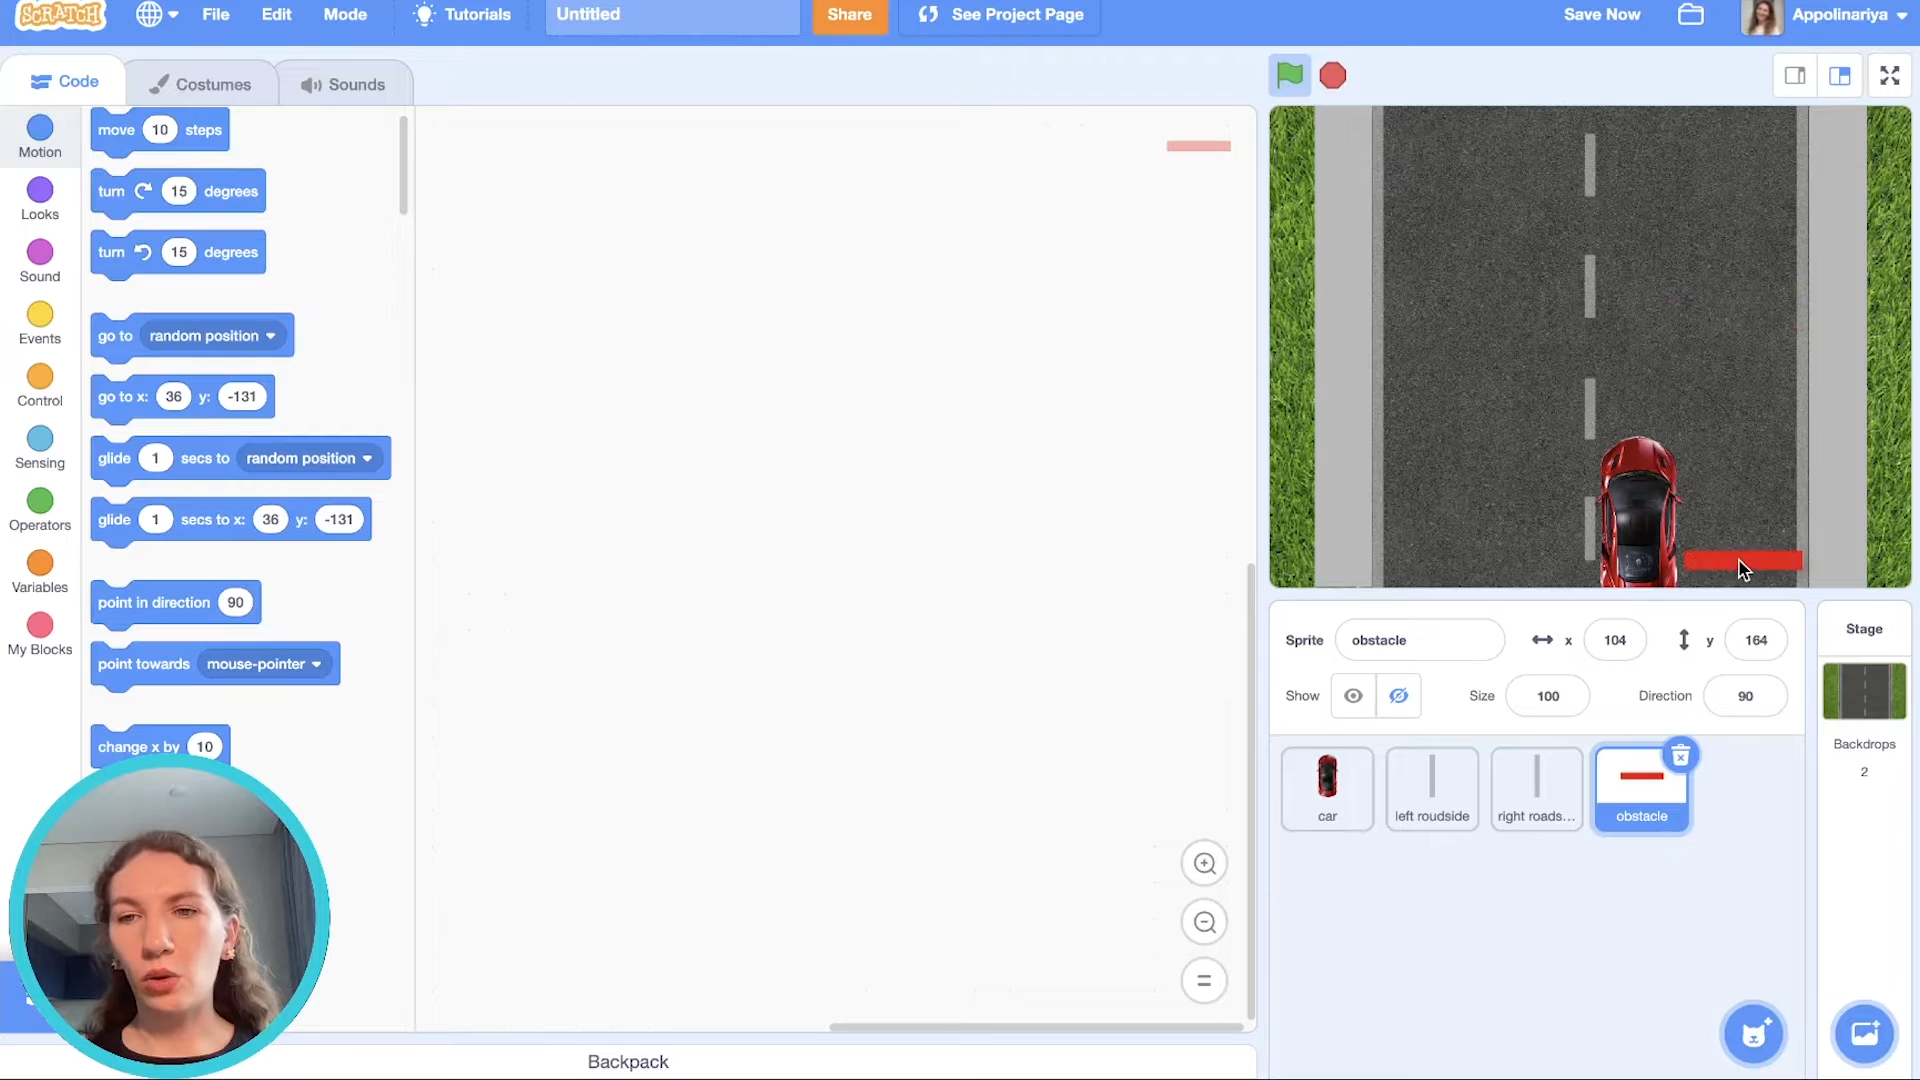 SCRATCH File Edit Mode Tutorials Untitled Share See Project Page Save Now Appolinariya
Code Costumes Sounds
Motion
Looks
Sound
Events
Control
Sensing
Operators
Variables
My Blocks
move 10 steps
turn 15 degrees
turn 15 degrees
go to random position
go to x: 36 y: -131
glide 1 secs to random position
glide 1 secs to x: 36 y: -131
point in direction 90
point towards mouse-pointer
change x by 10
Sprite obstacle x 104 y 164
Show Size 100 Direction 90
car left roudside right roads... obstacle
Stage
Backdrops
2
Backpack